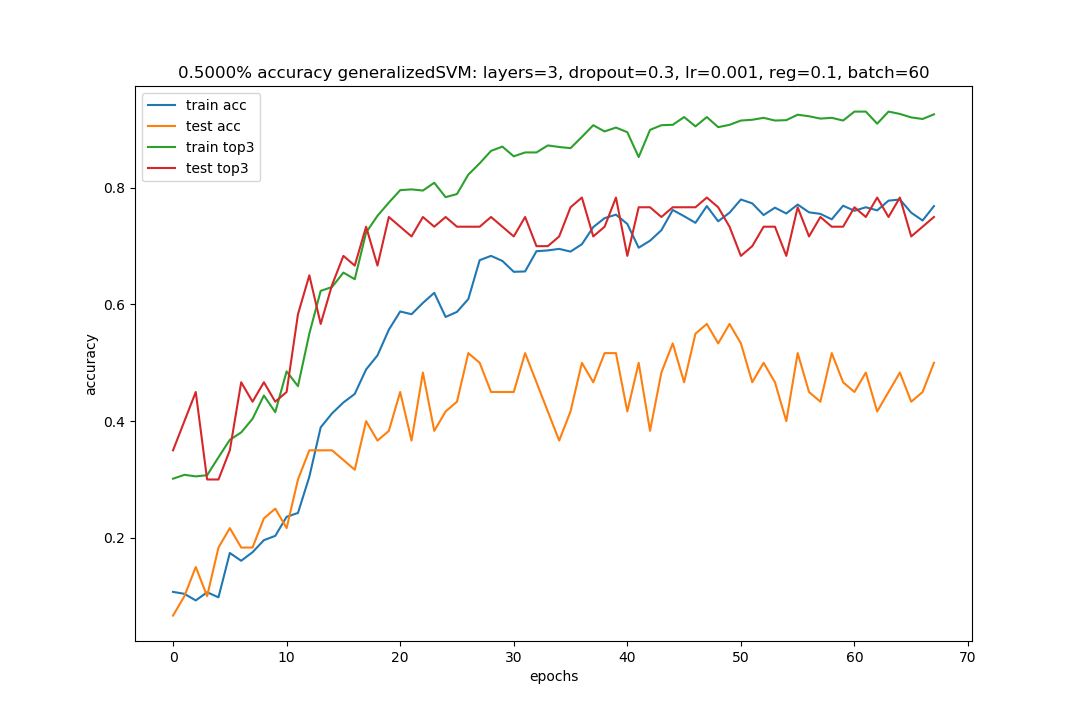 0.5000% accuracy generalizedSVM: layers=3, dropout=0.3, lr=0.001, reg=0.1, batch=60
train acc
test acc
train top3
test top3
accuracy
0.8
0.6
0.4
0.2
0 10 20 30 40 50 60 70
epochs